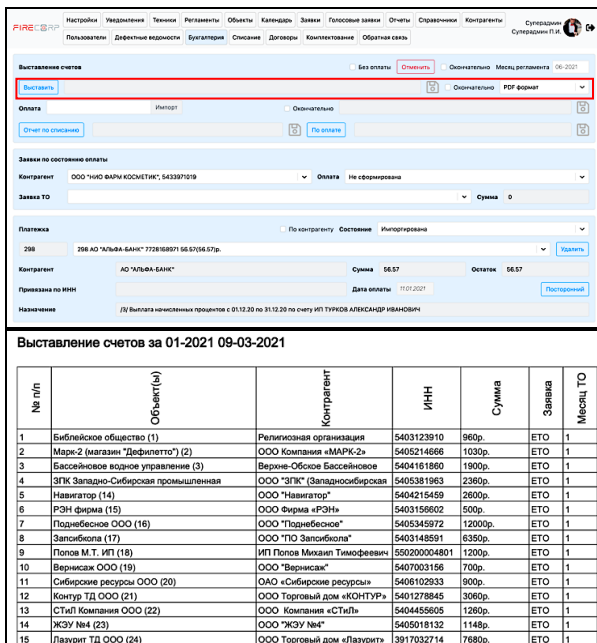 FIRECORP
Настройки Уведомления Техники Регламенты Объекты Календарь Заявки Голосовые заявки Отчеты Справочники Контрагенты
Пользователи Дефектные ведомости Бухгалтерия Списание Договоры Комплектование Обратная связь
Суперадмин
Суперадмин П.И.
Выставление счетов Без оплаты Отменить Окончательно Месяц регламента 06-2021
Выставить Окончательно PDF формат
Оплата Импорт Окончательно
Отчет по списанию По оплате
Заявки по состоянию оплаты
Контрагент ООО "НИО ФАРМ КОСМЕТИК", 5433971019 Оплата Не сформирована
Заявка ТО Сумма 0
Платежка По контрагенту Состояние Импортирована
298 298 АО "АЛЬФА-БАНК" 7728168971 56.57(56.57)р. Удалить
Контрагент АО "АЛЬФА-БАНК" Сумма 56.57 Остаток 56.57
Привязана по ИНН Дата оплаты 11.01.2021 Посторонний
Назначение /3/ Выплата начисленных процентов с 01.12.20 по 31.12.20 по счету ИП ТУРКОВ АЛЕКСАНДР ИВАНОВИЧ
Выставление счетов за 01-2021 09-03-2021
№ п/п Объект(ы) Контрагент ИНН Сумма Заявка Месяц ТО
1 Библейское общество (1) Религиозная организация 5403123910 960р. ЕТО 1
2 Марк-2 (магазин "Дефилетто") (2) ООО Компания «МАРК-2» 5405214666 1030р. ЕТО 1
3 Бассейновое водное управление (3) Верхне-Обское Бассейновое 5404161860 1900р. ЕТО 1
4 ЗПК Западно-Сибирская промышленная ООО "ЗПК" (Западносибирская 5405381963 2360р. ЕТО 1
5 Навигатор (14) ООО "Навигатор" 5404215459 2600р. ЕТО 1
6 РЭН фирма (15) ООО Фирма «РЭН» 5403156602 500р. ЕТО 1
7 Поднебесное ООО (16) ООО "Поднебесное" 5405345972 12000р. ЕТО 1
8 Запсибкола (17) ООО "ПО Запсибкола" 5403148591 6350р. ЕТО 1
9 Попов М.Т. ИП (18) ИП Попов Михаил Тимофеевич 550200004801 1200р. ЕТО 1
10 Вернисаж ООО (19) ООО "Вернисаж" 5407003156 700р. ЕТО 1
11 Сибирские ресурсы ООО (20) ОАО «Сибирские ресурсы» 5406102933 900р. ЕТО 1
12 Контур ТД ООО (21) ООО Торговый дом «КОНТУР» 5401278845 3060р. ЕТО 1
13 СТиЛ Компания ООО (22) ООО Компания «СТиЛ» 5404455605 1260р. ЕТО 1
14 ЖЭУ №4 (23) ООО "ЖЭУ №4" 5405018132 1148р. ЕТО 1
15 Лазурит ТД ООО (24) ООО Торговый дом «Лазурит» 3917032714 7680р. ЕТО 1